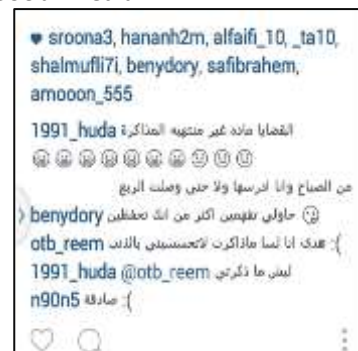 ♥ sroona3, hananh2m, alfaifi_10, _ta10,
shalmufli7i, benydory, safibrahem,
amooon_555
1991_huda القضايا ماده غير منتهيه المذاكرة
😬😬😬😬😬😬😬😢😢😢
من الصباح وانا ادرسها ولا حتى وصلت الربع
benydory حاولي تفهمين اكثر من انك تحفظين 😘
otb_reem هدى انا لسا ماذاكرت لاتحسسيني بالذنب :(
1991_huda @otb_reem ليش ما ذكرتي
n90n5 صادقة :(